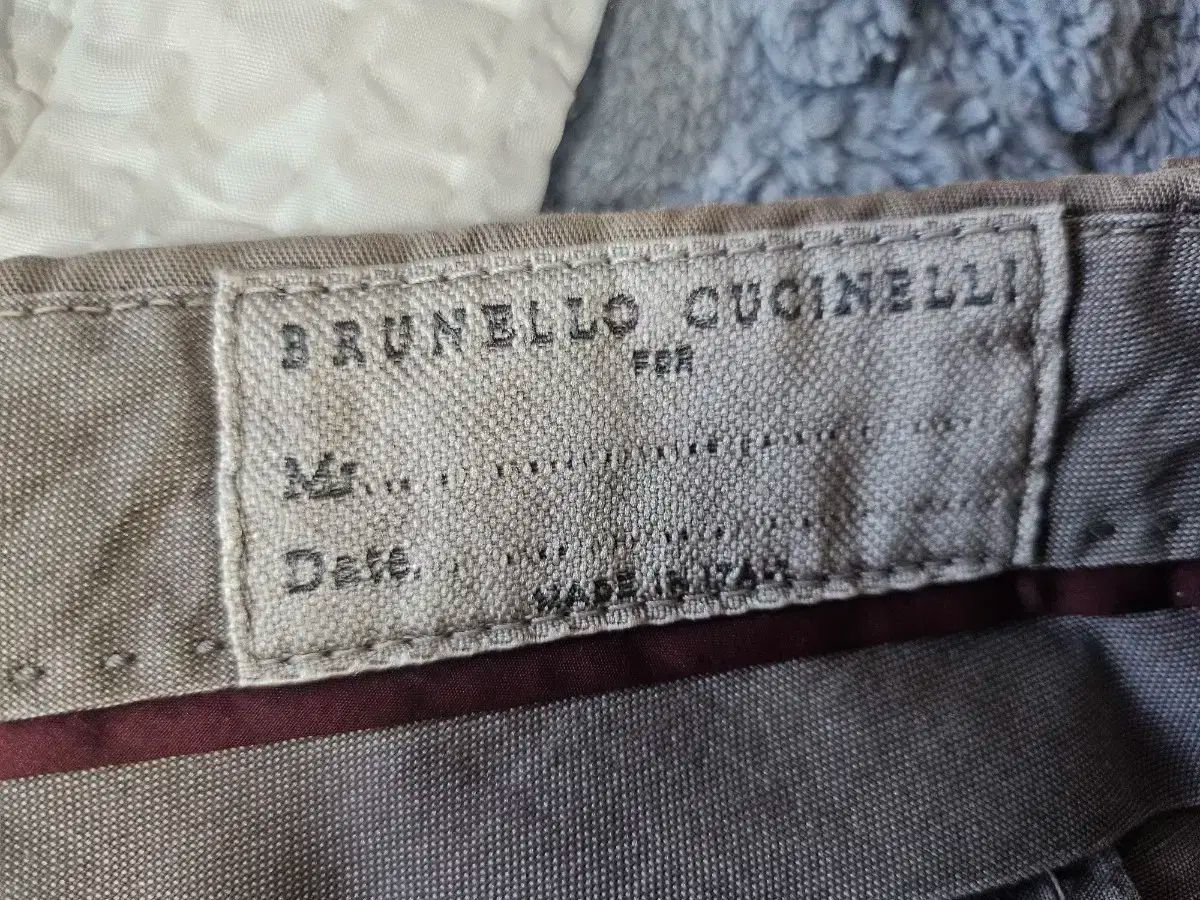 BRUNELLO CUCINELLI
FOR
Mr.
Date.
MADE IN ITALY